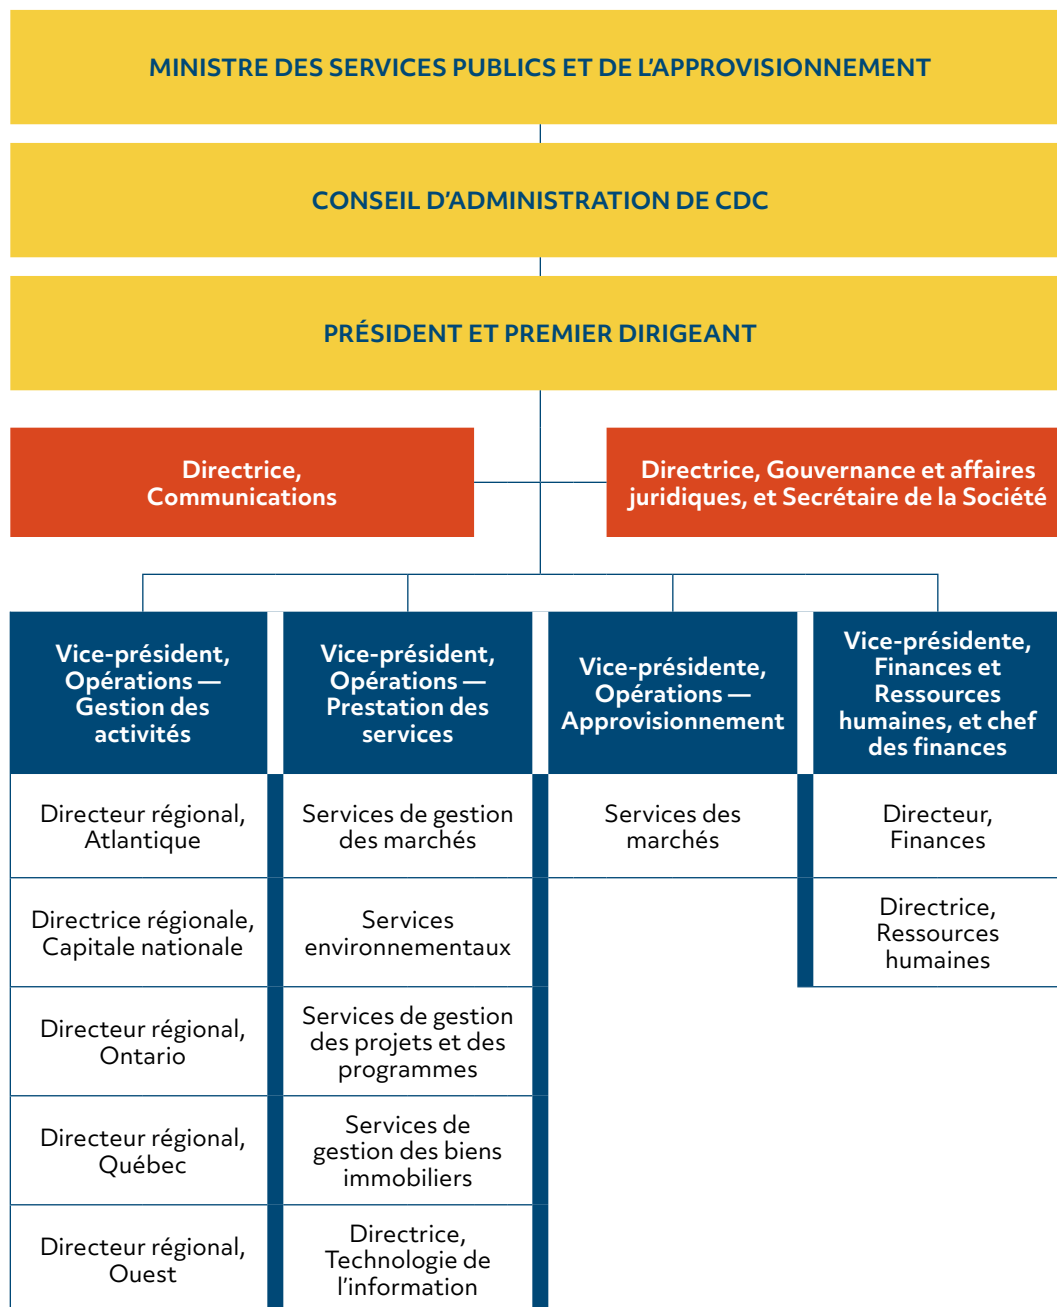 MINISTRE DES SERVICES PUBLICS ET DE L'APPROVISIONNEMENT
CONSEIL D'ADMINISTRATION DE CDC
PRÉSIDENT ET PREMIER DIRIGEANT
Directrice,
Communications
Directrice, Gouvernance et affaires
juridiques, et Secrétaire de la Société
Vice-président,
Opérations —
Gestion des
activités
Directeur régional,
Atlantique
Directrice régionale,
Capitale nationale
Directeur régional,
Ontario
Directeur régional,
Québec
Directeur régional,
Ouest
Vice-président,
Opérations —
Prestation des
services
Services de gestion
des marchés
Services
environnementaux
Services de gestion
des projets et des
programmes
Services de
gestion des biens
immobiliers
Directrice,
Technologie de
l'information
Vice-présidente,
Opérations —
Approvisionnement
Services des
marchés
Vice-présidente,
Finances et
Ressources
humaines, et chef
des finances
Directeur,
Finances
Directrice,
Ressources
humaines